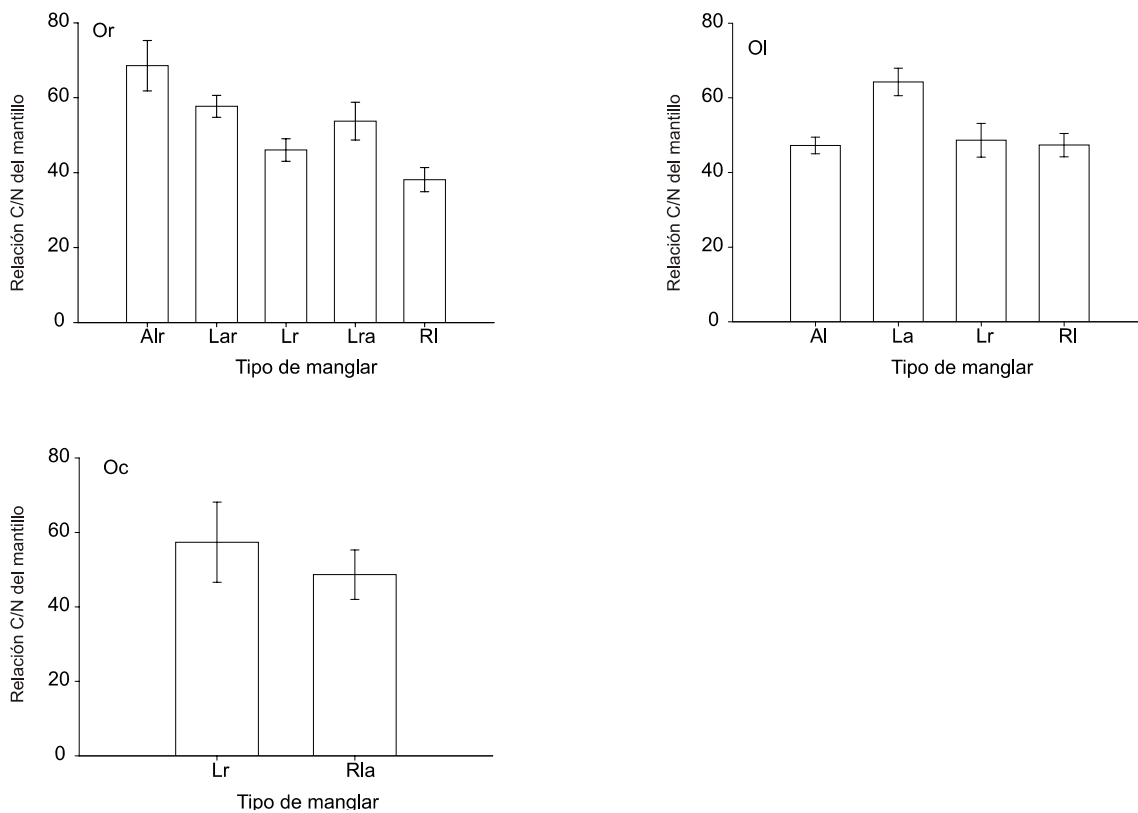 Or
Relación C/N del mantillo
80
60
40
20
0
Alr Lar Lr Lra Rl
Tipo de manglar
Ol
Relación C/N del mantillo
80
60
40
20
0
Al La Lr Rl
Tipo de manglar
Oc
Relación C/N del mantillo
80
60
40
20
0
Lr Rla
Tipo de manglar